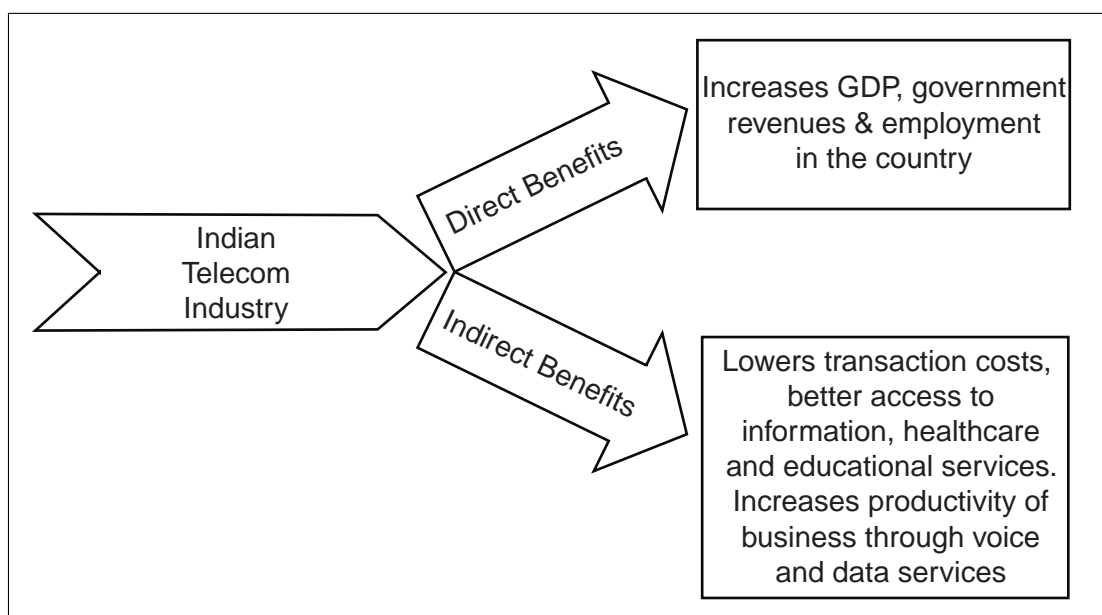 Indian
Telecom
Industry
Direct Benefits
Increases GDP, government
revenues & employment
in the country
Indirect Benefits
Lowers transaction costs,
better access to
information, healthcare
and educational services.
Increases productivity of
business through voice
and data services